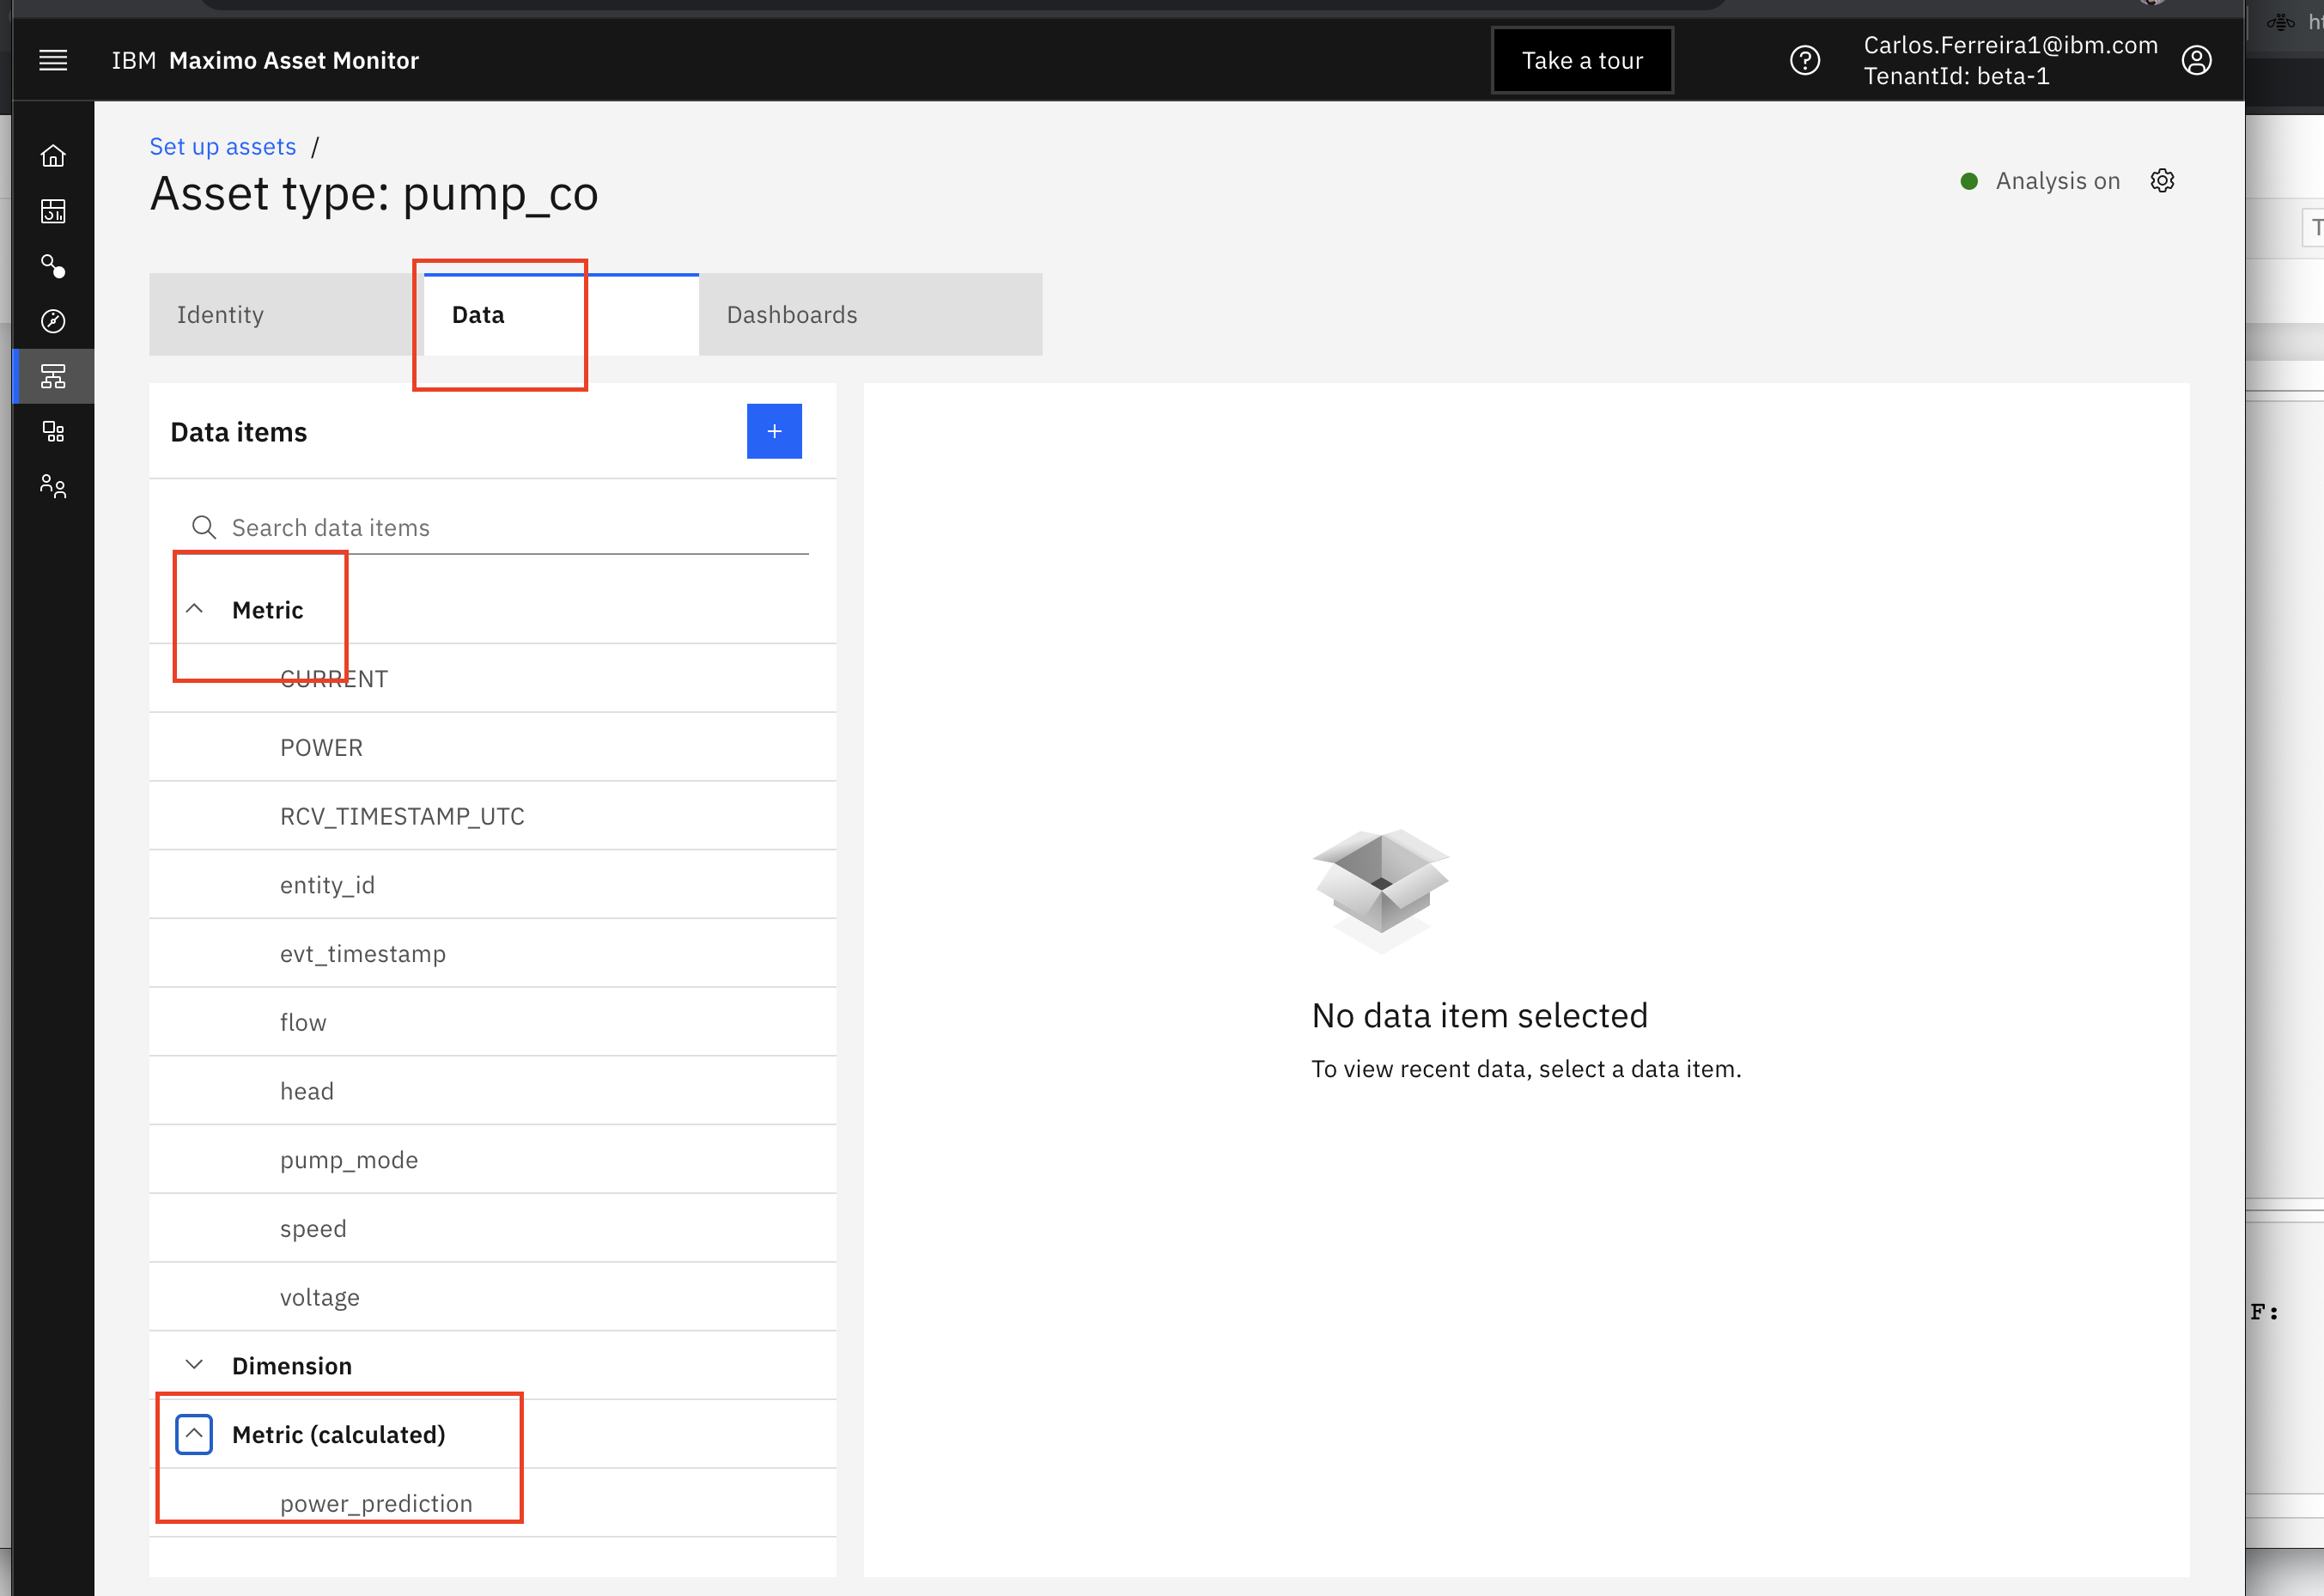 IBM Maximo Asset Monitor
Take a tour
Carlos.Ferreira1@ibm.com
TenantId: beta-1
Set up assets /
Asset type: pump_co
Analysis on
Identity
Data
Dashboards
Data items
+
Search data items
Metric
CURRENT
POWER
RCV_TIMESTAMP_UTC
entity_id
evt_timestamp
flow
head
pump_mode
speed
voltage
Dimension
Metric (calculated)
power_prediction
No data item selected
To view recent data, select a data item.
F: